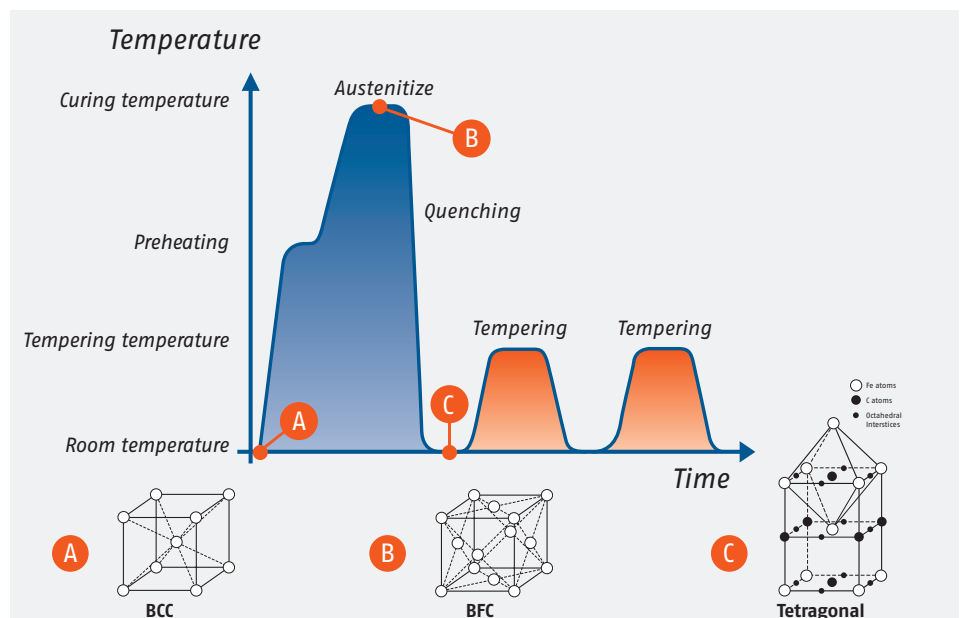 Temperature
Curing temperature
Austenitize
B
Quenching
Preheating
Tempering temperature
Tempering
Tempering
C
A
Room temperature
Time
Fe atoms
C atoms
Octahedral
Interstices
A
B
C
BCC
BFC
Tetragonal